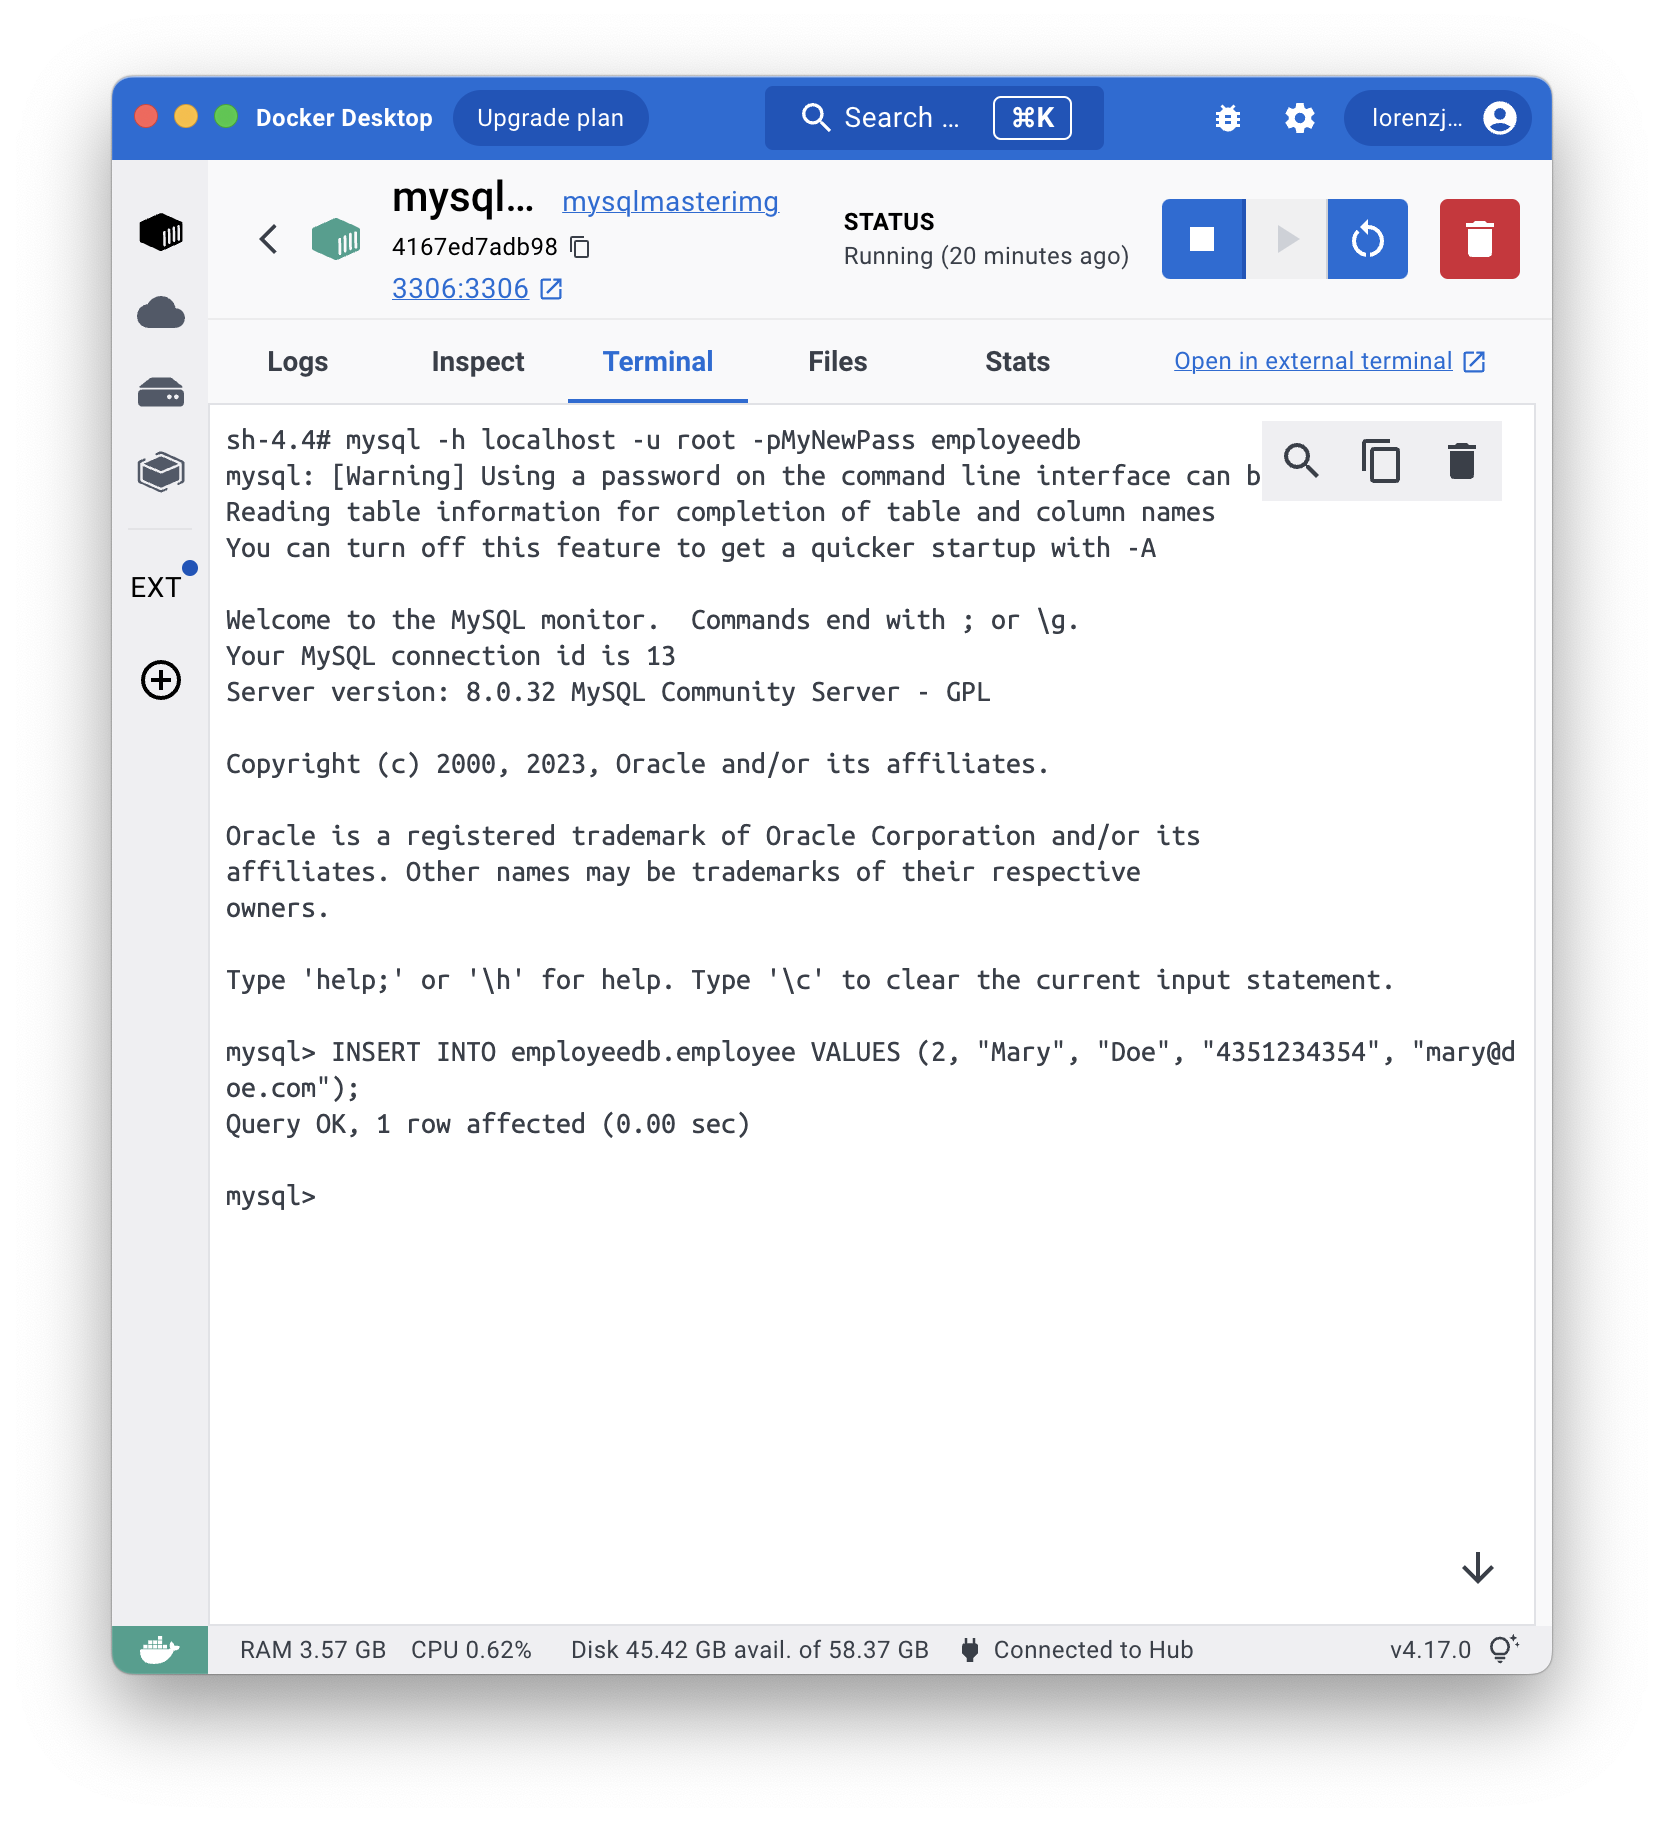 Docker Desktop Upgrade plan Search ... ⌘K lorenzj...
mysql... mysqlmasterimg
4167ed7adb98
3306:3306
STATUS
Running (20 minutes ago)
Logs Inspect Terminal Files Stats Open in external terminal
EXT
sh-4.4# mysql -h localhost -u root -pMyNewPass employeedb
mysql: [Warning] Using a password on the command line interface can b
Reading table information for completion of table and column names
You can turn off this feature to get a quicker startup with -A
Welcome to the MySQL monitor.  Commands end with ; or \g.
Your MySQL connection id is 13
Server version: 8.0.32 MySQL Community Server - GPL
Copyright (c) 2000, 2023, Oracle and/or its affiliates.
Oracle is a registered trademark of Oracle Corporation and/or its
affiliates. Other names may be trademarks of their respective
owners.
Type 'help;' or '\h' for help. Type '\c' to clear the current input statement.
mysql> INSERT INTO employeedb.employee VALUES (2, "Mary", "Doe", "4351234354", "mary@d
oe.com");
Query OK, 1 row affected (0.00 sec)
mysql>
RAM 3.57 GB CPU 0.62% Disk 45.42 GB avail. of 58.37 GB Connected to Hub v4.17.0